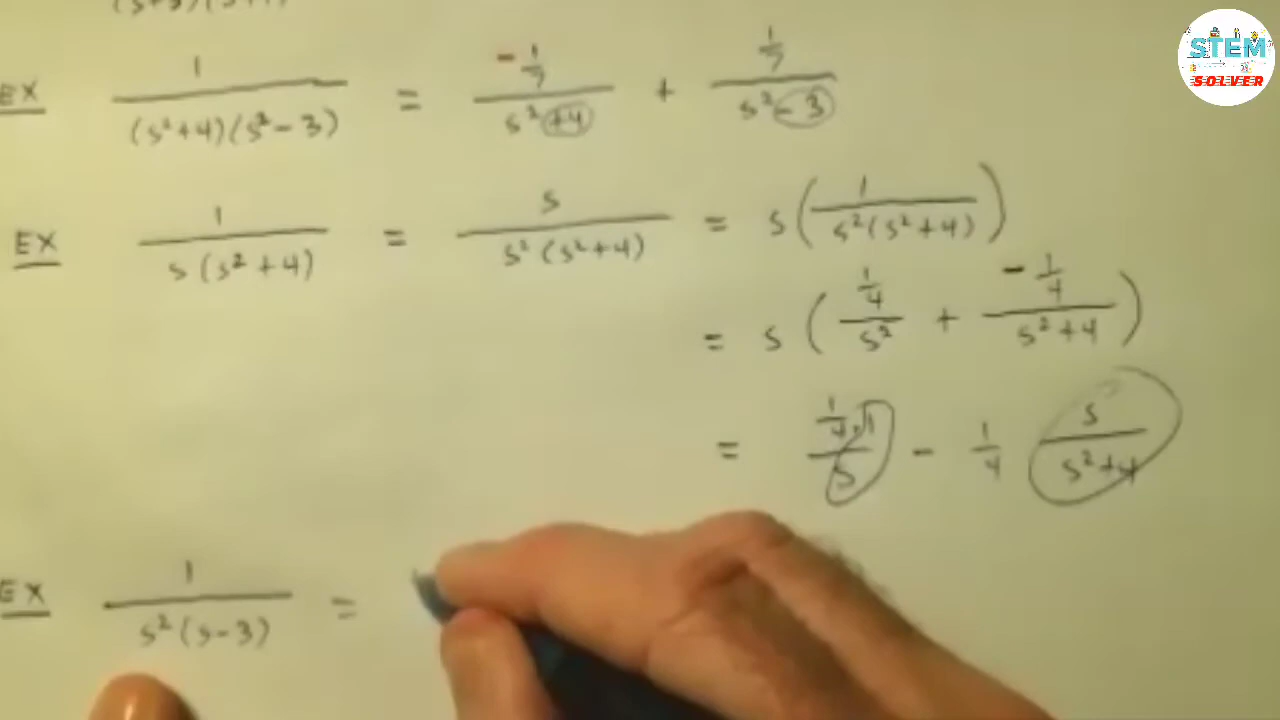 STEM
SOLVER
EX 1/((s²+4)(s²-3)) = (-1/7)/(s²+4) + (1/7)/(s²-3)
EX 1/(s(s²+4)) = s/(s²(s²+4)) = s(1/(s²(s²+4)))
= s((1/4)/s² + (-1/4)/(s²+4))
= (1/4·1)/s - 1/4 s/(s²+4)
EX 1/(s²(s-3)) =